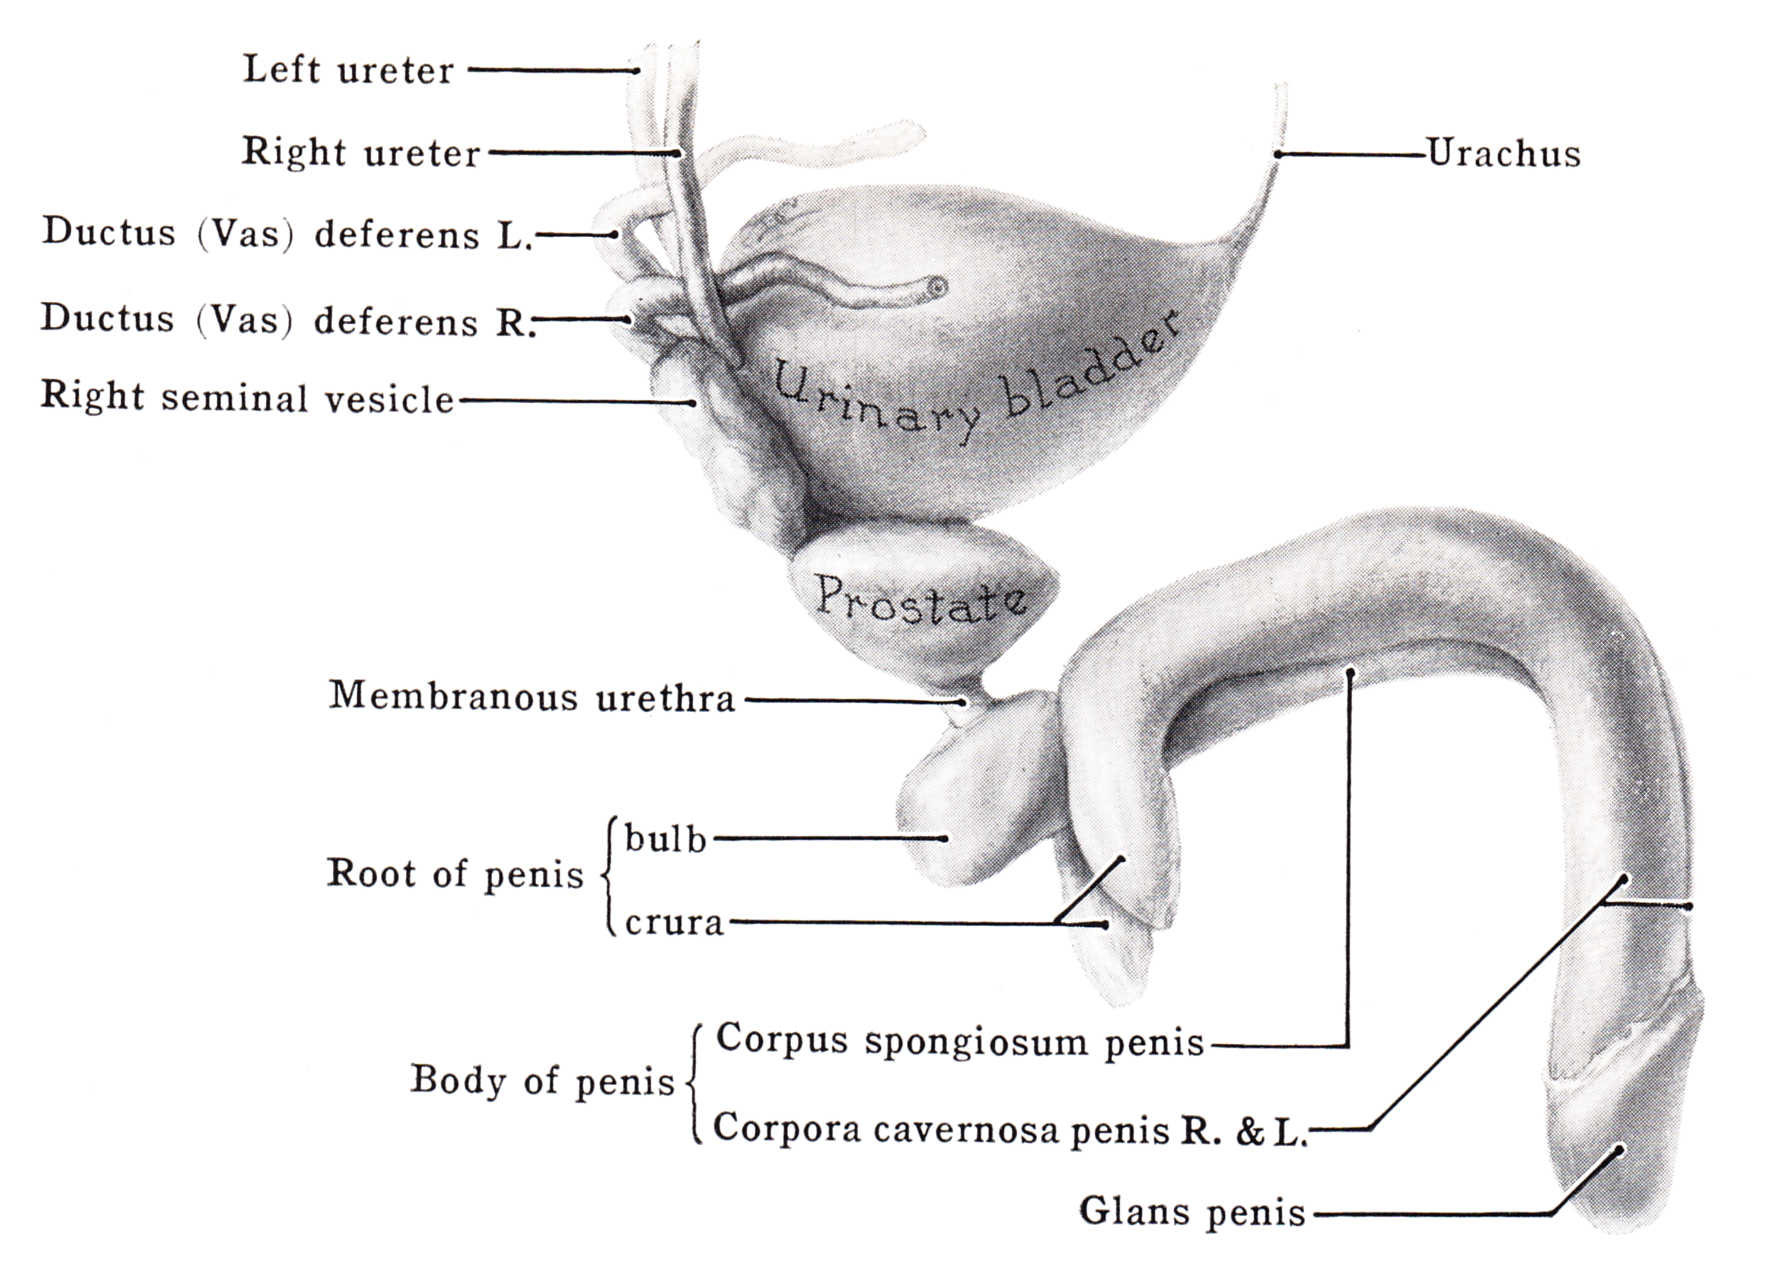 Left ureter
Right ureter
Urachus
Ductus (Vas) deferens L.
Ductus (Vas) deferens R.
Right seminal vesicle
Urinary bladder
Prostate
Membranous urethra
Root of penis
bulb
crura
Body of penis
Corpus spongiosum penis
Corpora cavernosa penis R. & L.
Glans penis